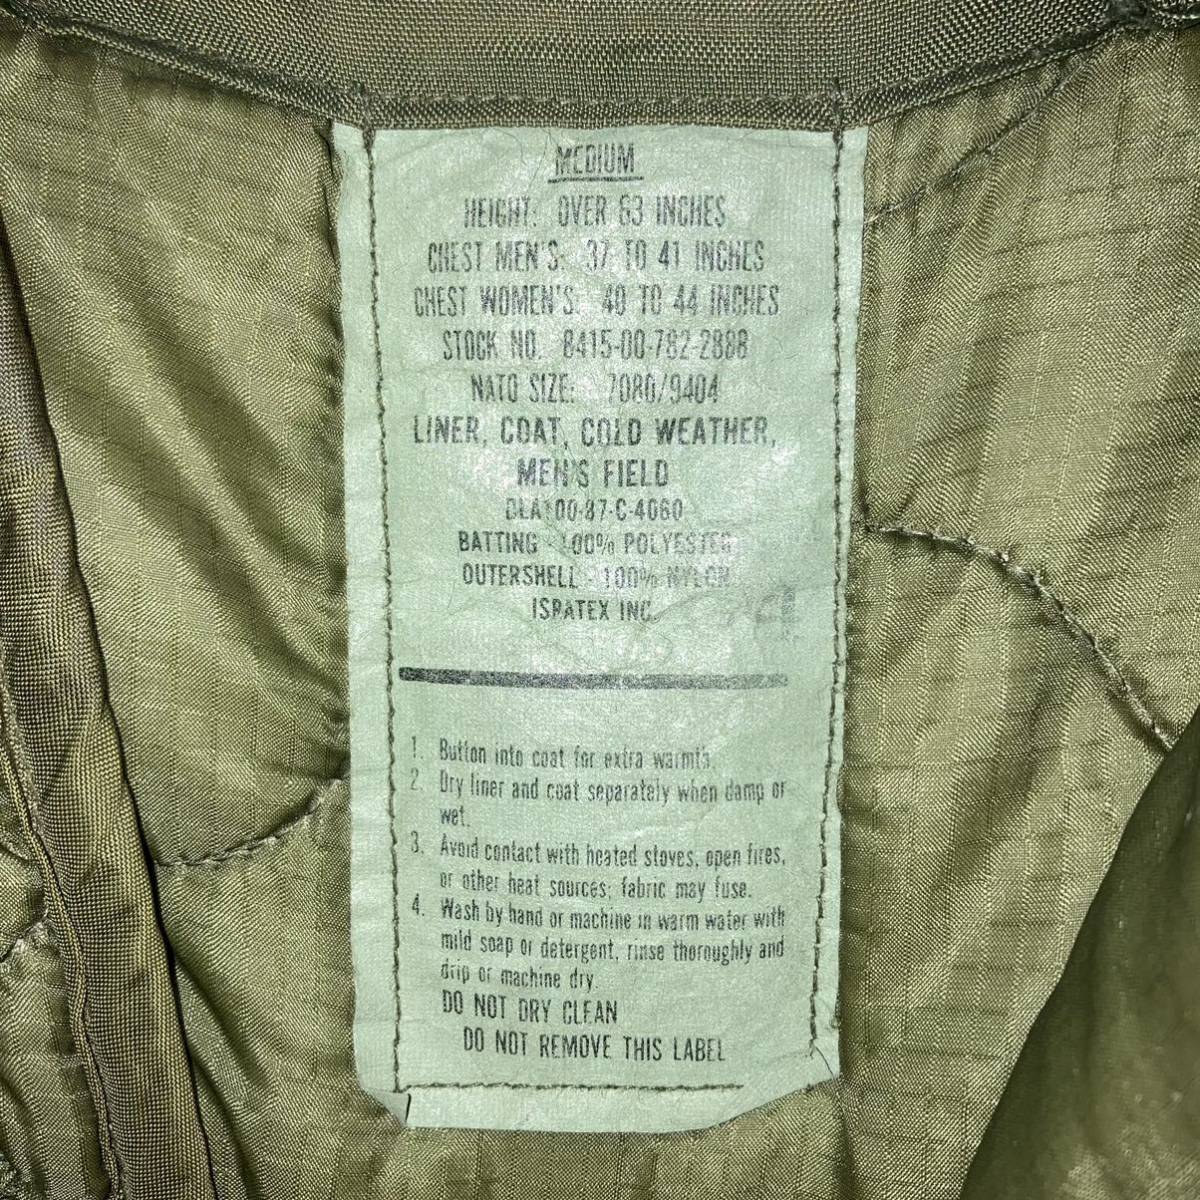 MEDIUM
HEIGHT: OVER 63 INCHES
CHEST MEN'S: 37 TO 41 INCHES
CHEST WOMEN'S: 40 TO 44 INCHES
STOCK NO. 8415-00-782-2888
NATO SIZE: 7080/9404
LINER, COAT, COLD WEATHER,
MEN'S FIELD
DLA100-87-C-4060
BATTING - 100% POLYESTER
OUTERSHELL - 100% NYLON
ISRATEX INC.
1. Button into coat for extra warmth.
2. Dry liner and coat separately when damp or
wet.
3. Avoid contact with heated stoves, open fires,
or other heat sources; fabric may fuse.
4. Wash by hand or machine in warm water with
mild soap or detergent, rinse thoroughly and
drip or machine dry.
DO NOT DRY CLEAN
DO NOT REMOVE THIS LABEL